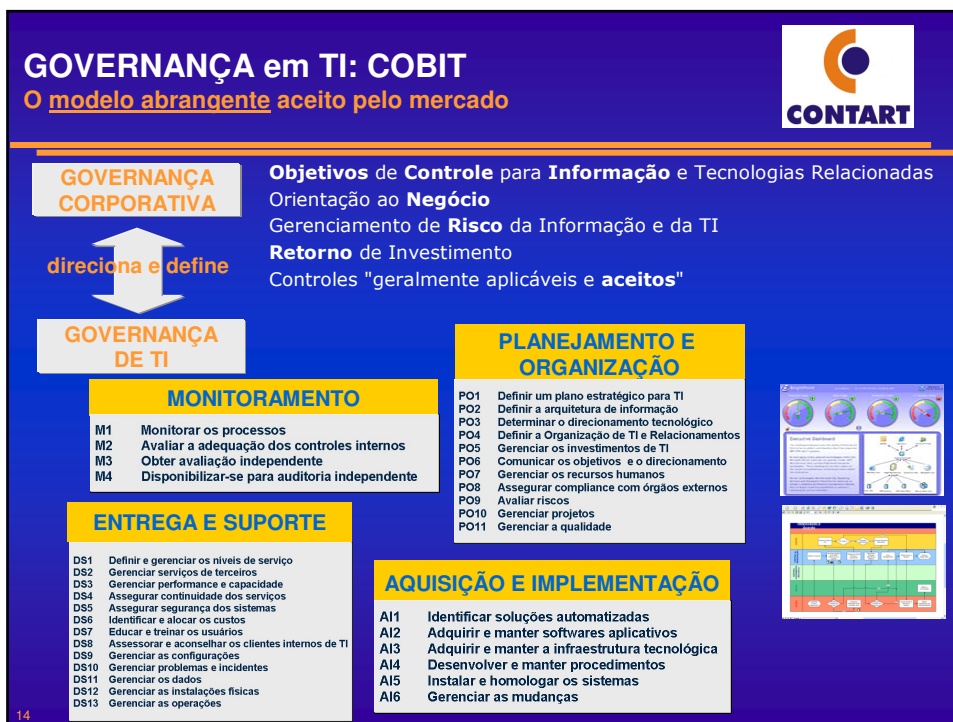 GOVERNANÇA em TI: COBIT
O modelo abrangente aceito pelo mercado
CONTART
GOVERNANÇA
CORPORATIVA
direciona e define
GOVERNANÇA
DE TI
Objetivos de Controle para Informação e Tecnologias Relacionadas
Orientação ao Negócio
Gerenciamento de Risco da Informação e da TI
Retorno de Investimento
Controles "geralmente aplicáveis e aceitos"
PLANEJAMENTO E
ORGANIZAÇÃO
PO1 Definir um plano estratégico para TI
PO2 Definir a arquitetura de informação
PO3 Determinar o direcionamento tecnológico
PO4 Definir a Organização de TI e Relacionamentos
PO5 Gerenciar os investimentos de TI
PO6 Comunicar os objetivos e o direcionamento
PO7 Gerenciar os recursos humanos
PO8 Assegurar compliance com órgãos externos
PO9 Avaliar riscos
PO10 Gerenciar projetos
PO11 Gerenciar a qualidade
MONITORAMENTO
M1 Monitorar os processos
M2 Avaliar a adequação dos controles internos
M3 Obter avaliação independente
M4 Disponibilizar-se para auditoria independente
ENTREGA E SUPORTE
DS1 Definir e gerenciar os níveis de serviço
DS2 Gerenciar serviços de terceiros
DS3 Gerenciar performance e capacidade
DS4 Assegurar continuidade dos serviços
DS5 Assegurar segurança dos sistemas
DS6 Identificar e alocar os custos
DS7 Educar e treinar os usuários
DS8 Assessorar e aconselhar os clientes internos de TI
DS9 Gerenciar as configurações
DS10 Gerenciar problemas e incidentes
DS11 Gerenciar os dados
DS12 Gerenciar as instalações físicas
DS13 Gerenciar as operações
AQUISIÇÃO E IMPLEMENTAÇÃO
AI1 Identificar soluções automatizadas
AI2 Adquirir e manter softwares aplicativos
AI3 Adquirir e manter a infraestrutura tecnológica
AI4 Desenvolver e manter procedimentos
AI5 Instalar e homologar os sistemas
AI6 Gerenciar as mudanças
Executive Dashboard
14